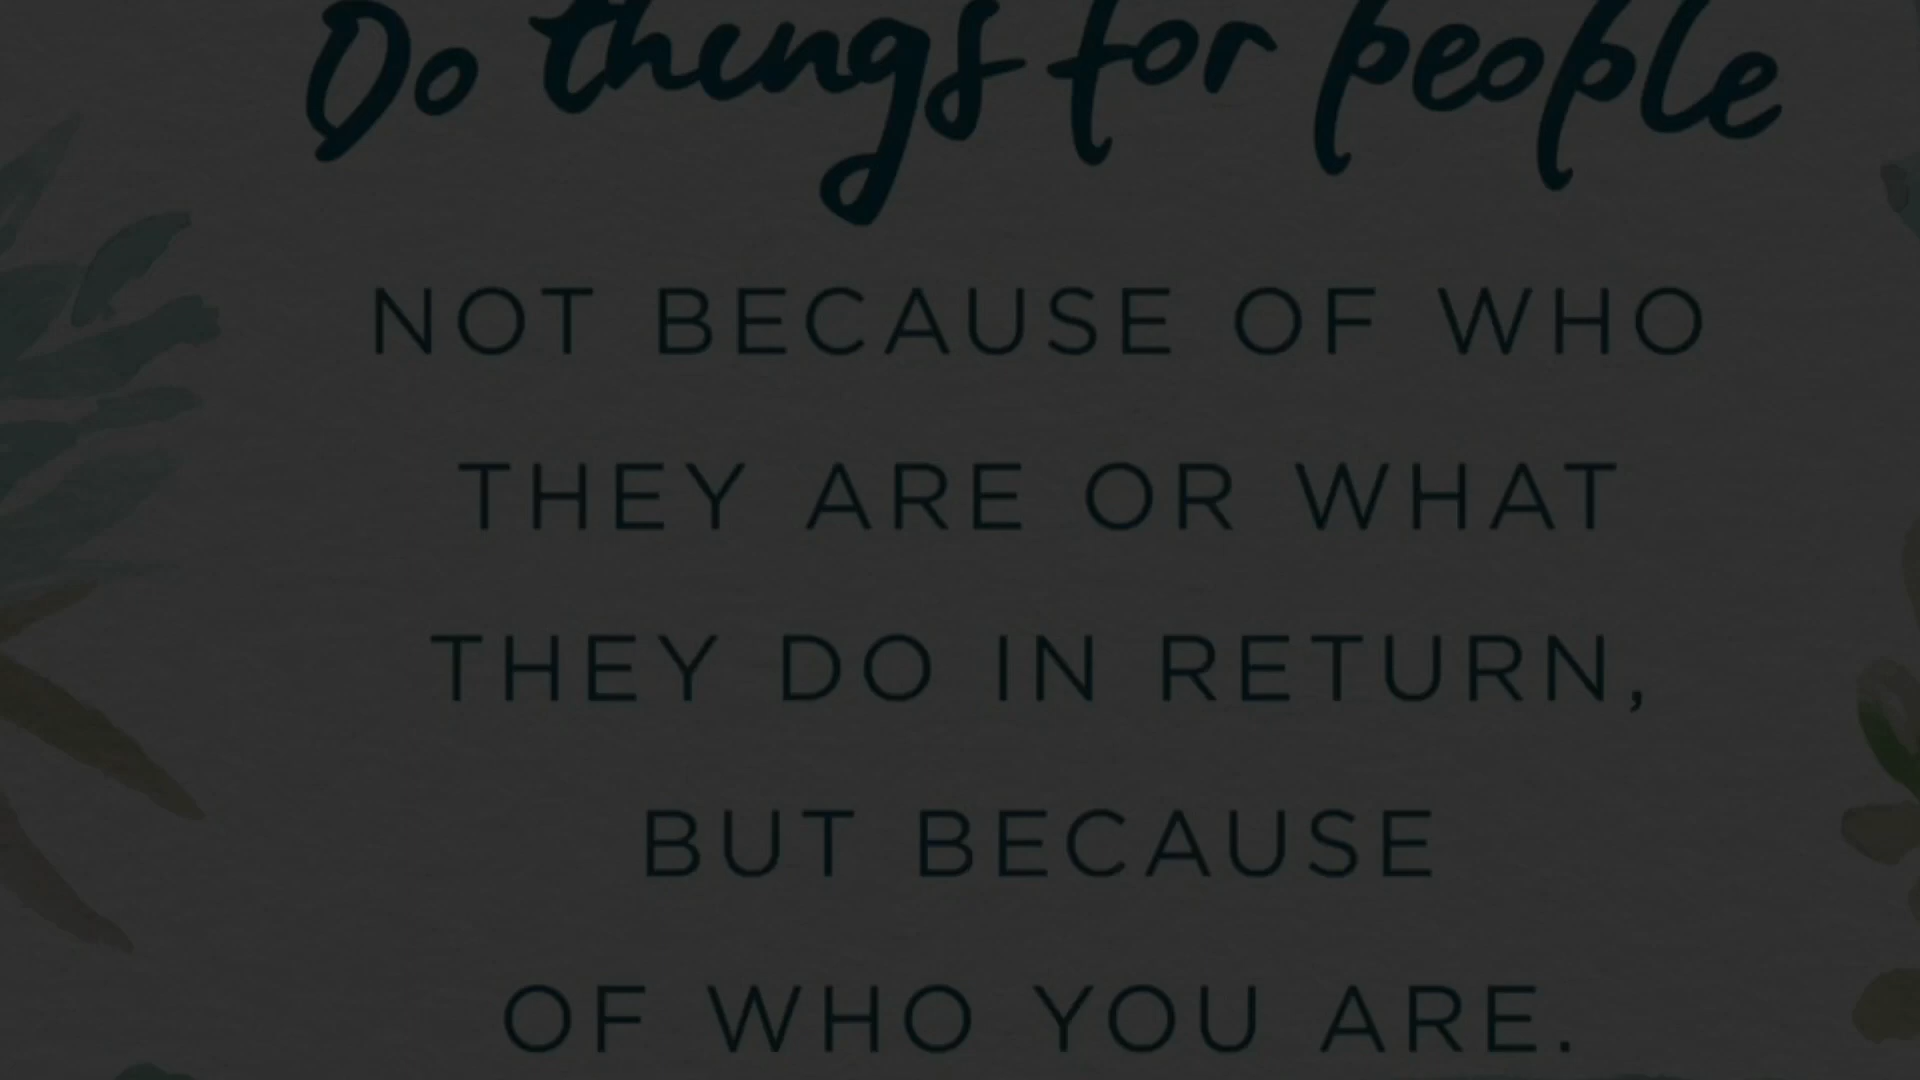 Do things for people
NOT BECAUSE OF WHO
THEY ARE OR WHAT
THEY DO IN RETURN,
BUT BECAUSE
OF WHO YOU ARE.